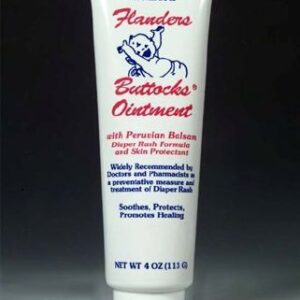 Flanders
Buttocks®
Ointment
with Peruvian Balsam
Diaper Rash Formula
and Skin Protectant
Widely Recommended by
Doctors and Pharmacists as
a preventative measure and
treatment of Diaper Rash
Soothes, Protects,
Promotes Healing
NET WT 4 OZ (113 G)